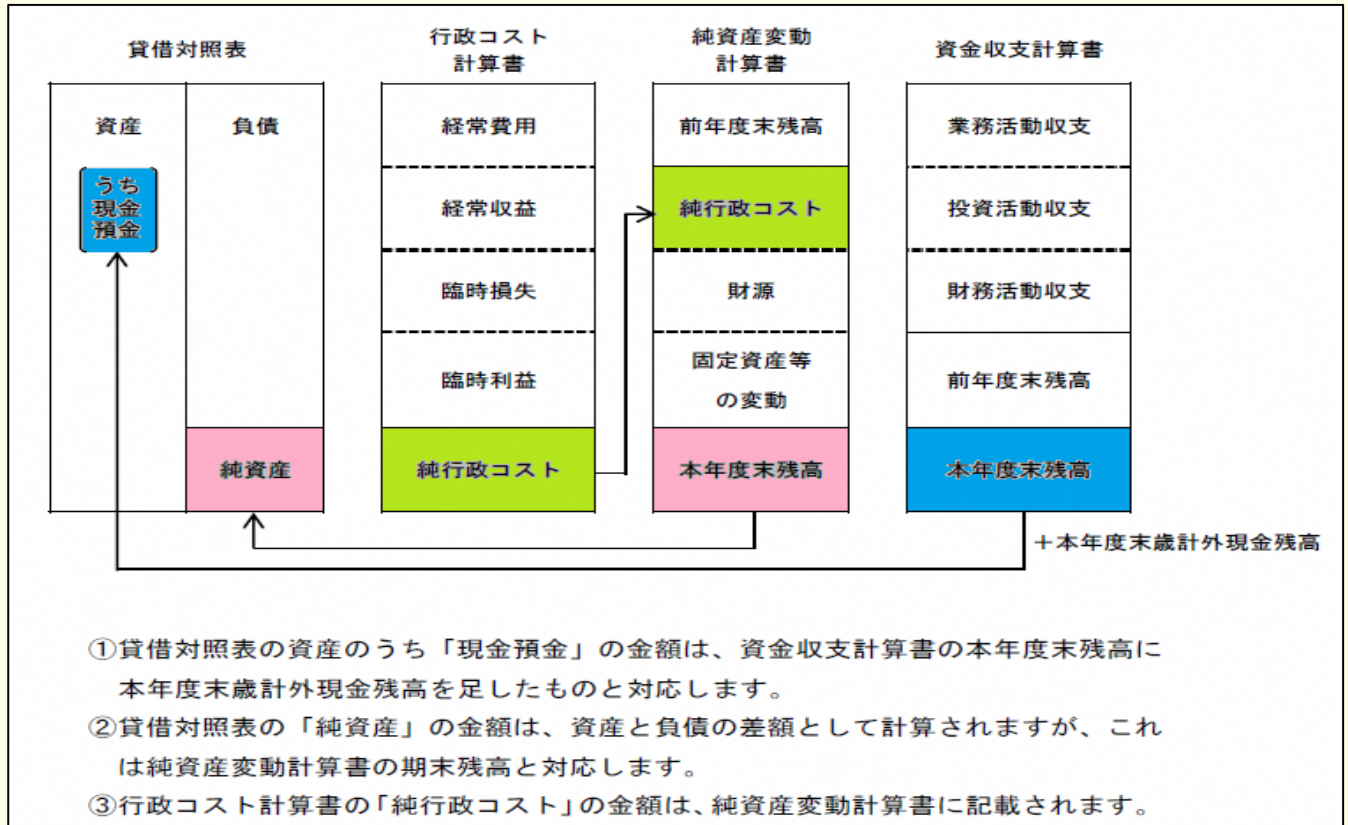 貸借対照表
資産
負債
うち
現金
預金
純資産
行政コスト
計算書
経常費用
経常収益
臨時損失
臨時利益
純行政コスト
純資産変動
計算書
前年度末残高
純行政コスト
財源
固定資産等
の変動
本年度末残高
資金収支計算書
業務活動収支
投資活動収支
財務活動収支
前年度末残高
本年度末残高
＋本年度末歳計外現金残高
①貸借対照表の資産のうち「現金預金」の金額は、資金収支計算書の本年度末残高に
本年度末歳計外現金残高を足したものと対応します。
②貸借対照表の「純資産」の金額は、資産と負債の差額として計算されますが、これ
は純資産変動計算書の期末残高と対応します。
③行政コスト計算書の「純行政コスト」の金額は、純資産変動計算書に記載されます。